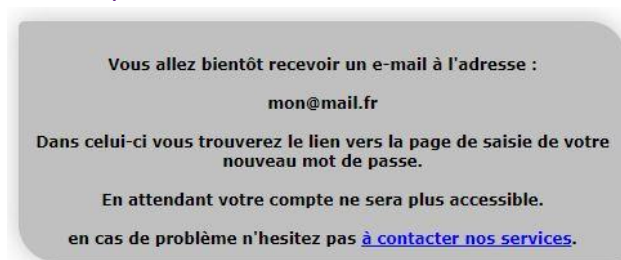 Vous allez bientôt recevoir un e-mail à l'adresse :
mon@mail.fr
Dans celui-ci vous trouverez le lien vers la page de saisie de votre
nouveau mot de passe.
En attendant votre compte ne sera plus accessible.
en cas de problème n'hesitez pas à contacter nos services.